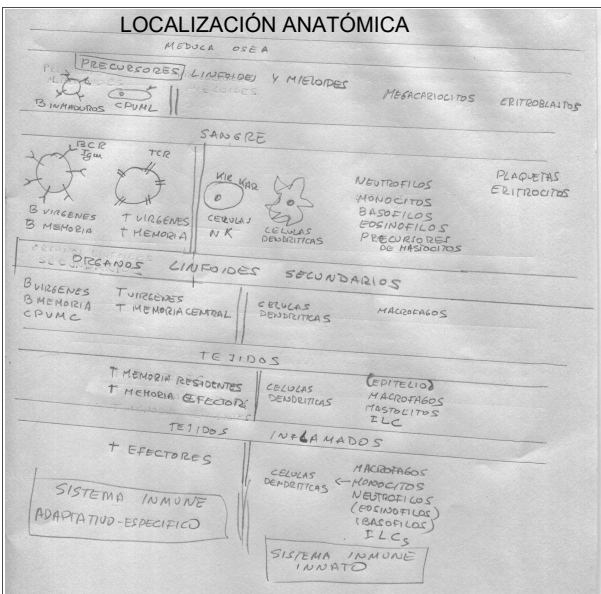 LOCALIZACIÓN ANATÓMICA
MEDULA OSEA
PRECURSORES LINFOIDES Y MIELOIDES
MEGACARIOCITOS ERITROBLASTOS
B INMADUROS CPUML
SANGRE
BCR
IgM
TCR
KIR KAR
B VIRGENES
B MEMORIA
T VIRGENES
T MEMORIA
CELULAS
NK
CELULAS
DENDRITICAS
NEUTROFILOS
MONOCITOS
BASOFILOS
EOSINOFILOS
PRECURSORES
DE MASTOCITOS
PLAQUETAS
ERITROCITOS
ORGANOS LINFOIDES SECUNDARIOS
B VIRGENES
B MEMORIA
CPVMC
T VIRGENES
T MEMORIA CENTRAL
CELULAS
DENDRITICAS
MACROFAGOS
TEJIDOS
T MEMORIA RESIDENTES
T MEMORIA EFECTORES
CELULAS
DENDRITICAS
(EPITELIO)
MACROFAGOS
MASTOCITOS
ILC
TEJIDOS INFLAMADOS
T EFECTORES
CELULAS
DENDRITICAS
MACROFAGOS
← MONOCITOS
NEUTROFILOS
(EOSINOFILOS)
(BASOFILOS)
ILCs
SISTEMA INMUNE
ADAPTATIVO-ESPECIFICO
SISTEMA INMUNE
INNATO